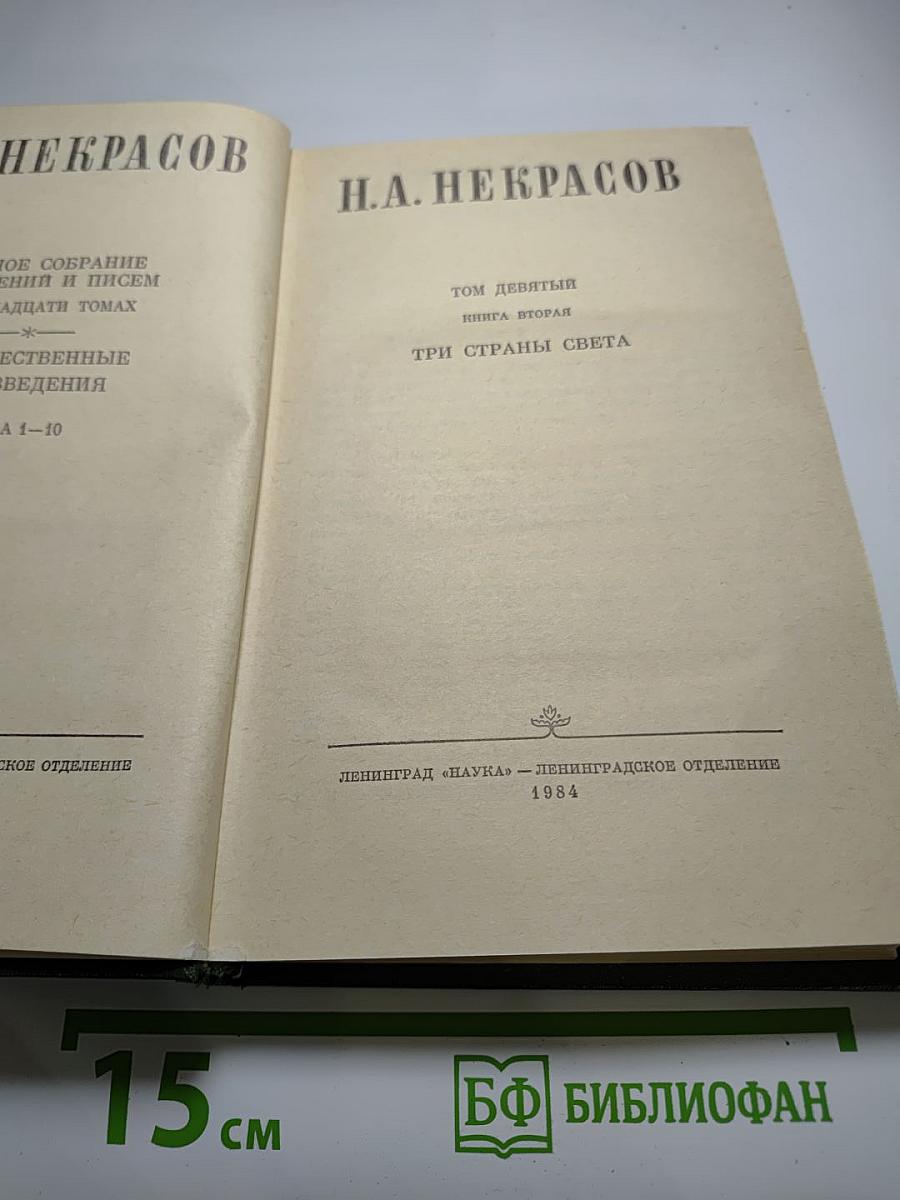 НЕКРАСОВ
НОЕ СОБРАНИЕ
ЕНИЙ И ПИСЕМ
АДЦАТИ ТОМАХ
ЕСТВЕННЫЕ
ВЕДЕНИЯ
А 1—10
СКОЕ ОТДЕЛЕНИЕ
Н. А. НЕКРАСОВ
ТОМ ДЕВЯТЫЙ
КНИГА ВТОРАЯ
ТРИ СТРАНЫ СВЕТА
ЛЕНИНГРАД «НАУКА» — ЛЕНИНГРАДСКОЕ ОТДЕЛЕНИЕ
1984
15 см
БФ БИБЛИОФАН